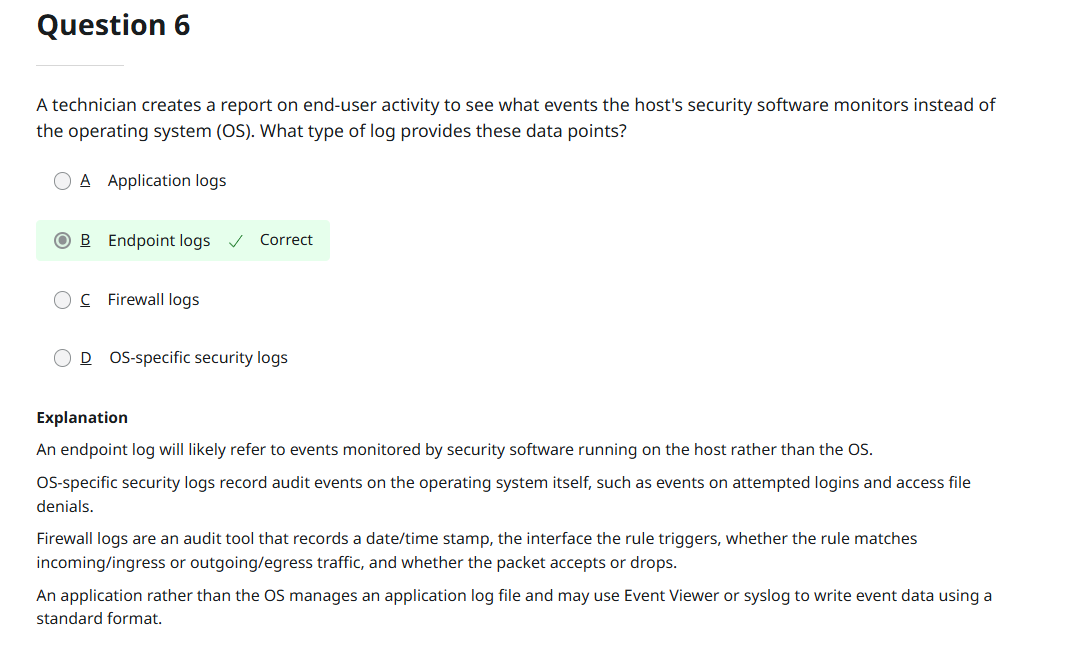 Question 6
A technician creates a report on end-user activity to see what events the host's security software monitors instead of
the operating system (OS). What type of log provides these data points?
A Application logs
B Endpoint logs ✓ Correct
C Firewall logs
D OS-specific security logs
Explanation
An endpoint log will likely refer to events monitored by security software running on the host rather than the OS.
OS-specific security logs record audit events on the operating system itself, such as events on attempted logins and access file
denials.
Firewall logs are an audit tool that records a date/time stamp, the interface the rule triggers, whether the rule matches
incoming/ingress or outgoing/egress traffic, and whether the packet accepts or drops.
An application rather than the OS manages an application log file and may use Event Viewer or syslog to write event data using a
standard format.